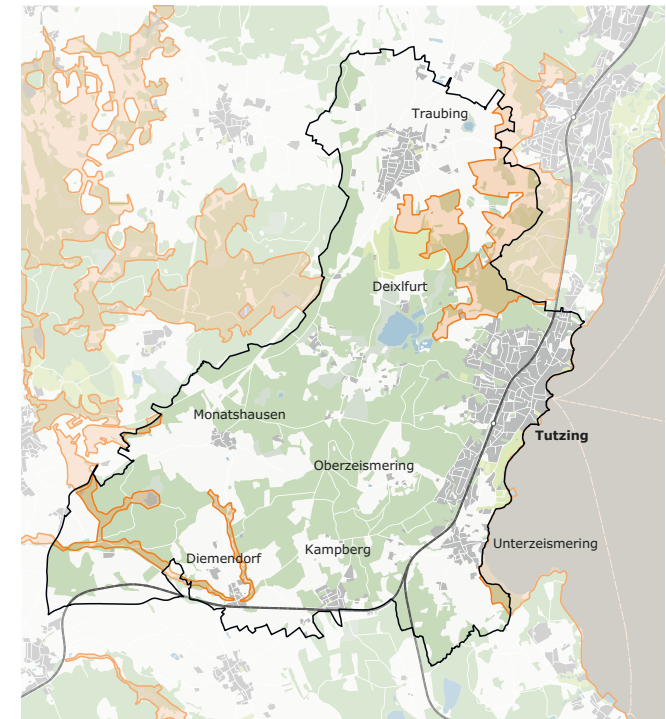 Traubing
Deixlfurt
Monatshausen
Tutzing
Oberzeismering
Unterzeismering
Kampberg
Diemendorf